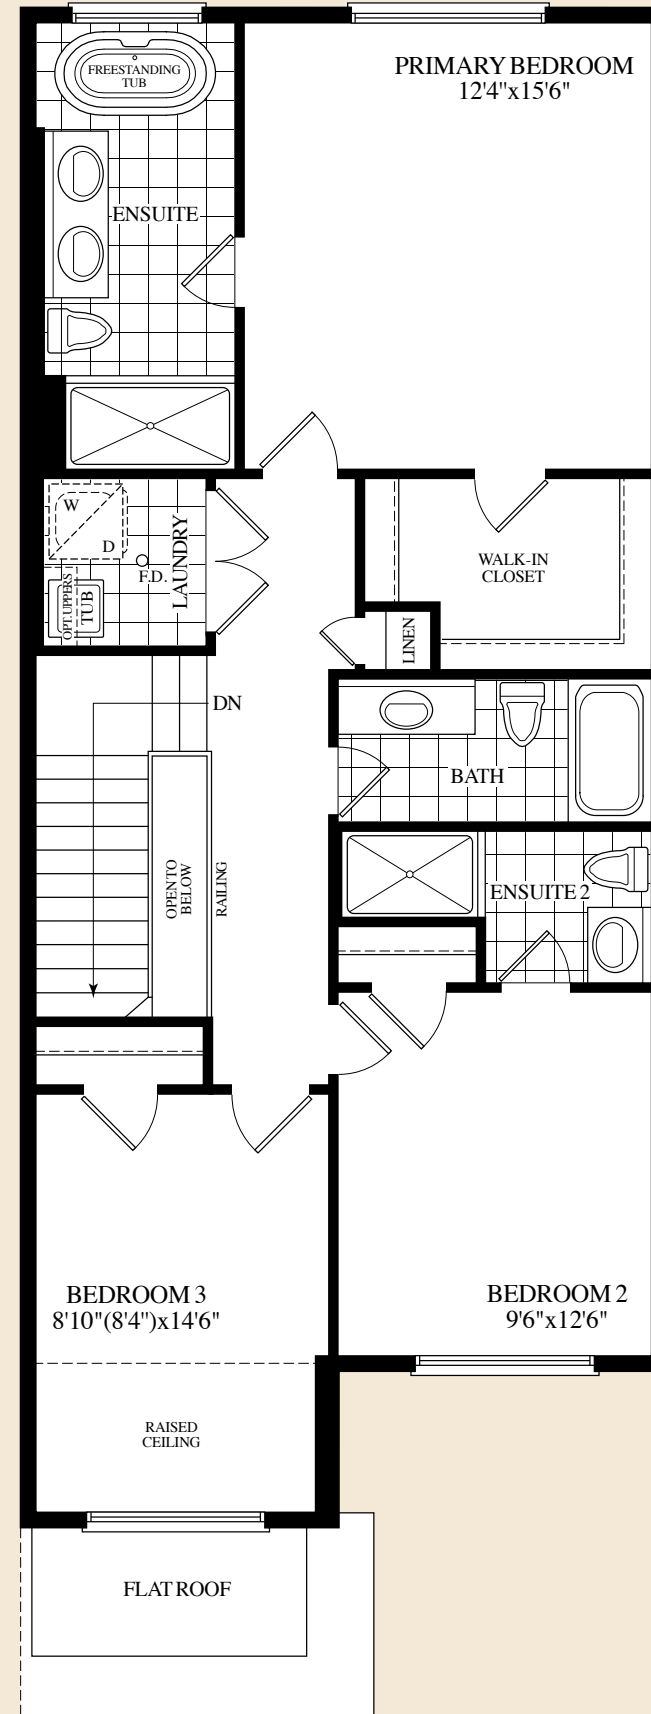 FREESTANDING
TUB
PRIMARY BEDROOM
12'4"x15'6"
ENSUITE
W
D
F.D.
LAUNDRY
OPT.UPPERS
TUB
WALK-IN
CLOSET
LINEN
DN
BATH
OPEN TO
BELOW
RAILING
ENSUITE 2
BEDROOM 3
8'10"(8'4")x14'6"
BEDROOM 2
9'6"x12'6"
RAISED
CEILING
FLAT ROOF